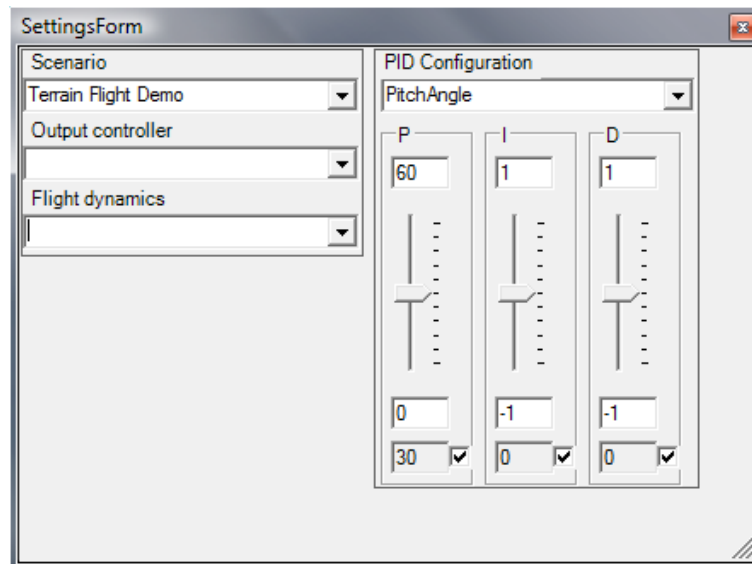 SettingsForm
Scenario
Terrain Flight Demo
Output controller
Flight dynamics
PID Configuration
PitchAngle
P I D
60 1 1
0 -1 -1
30 0 0